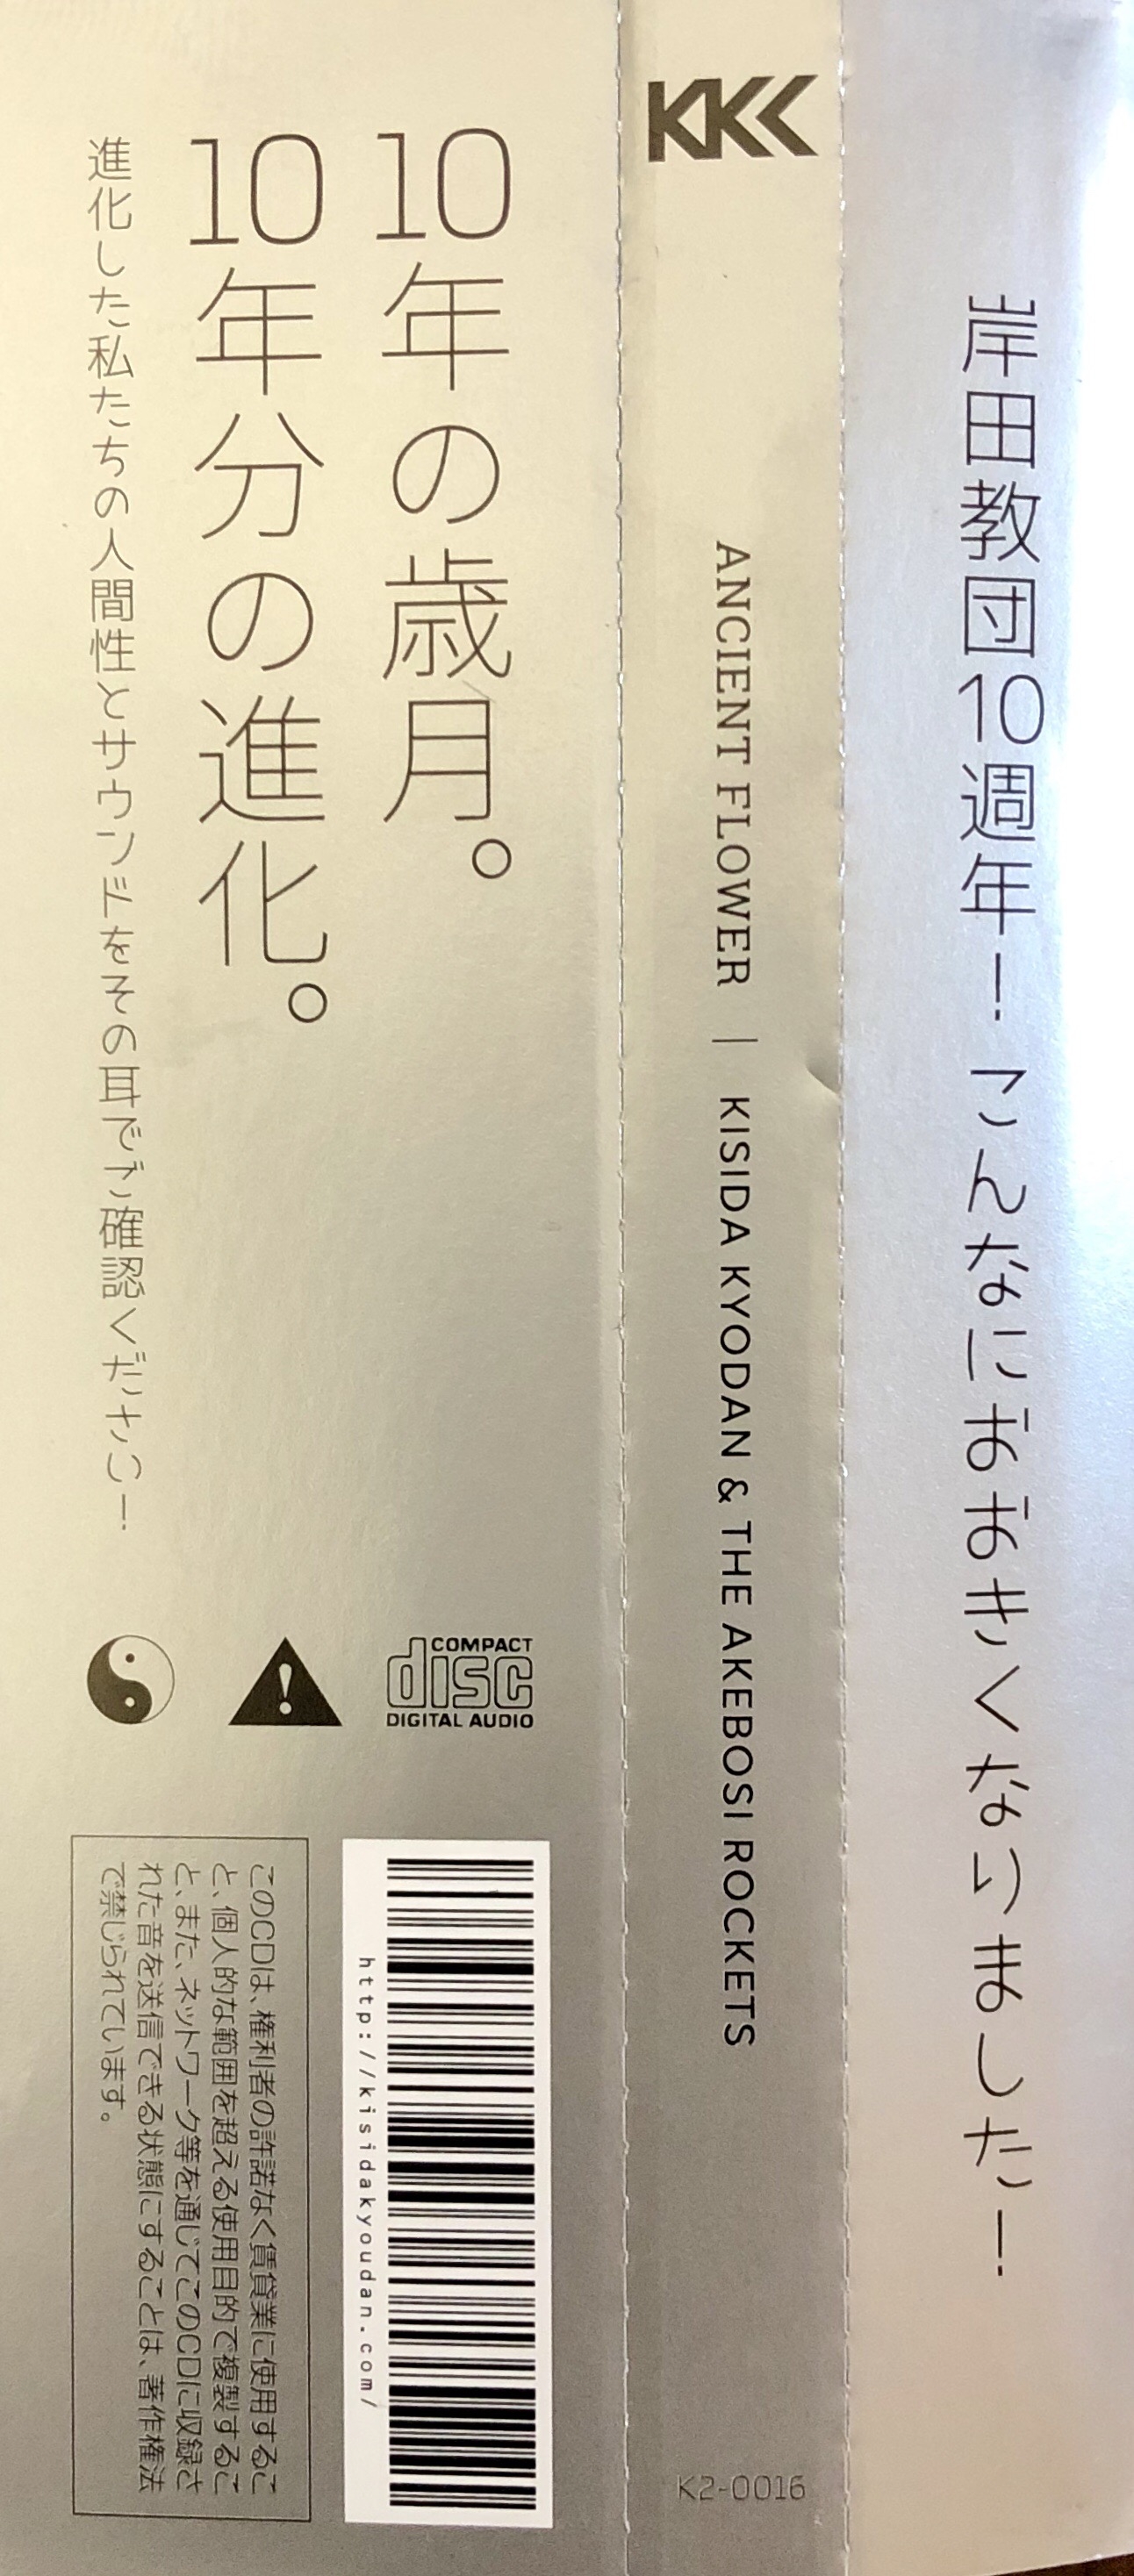 岸田教団10週年！こんなにおおきくなりました！
KKC
ANCIENT FLOWER | KISIDA KYODAN & THE AKEBOSI ROCKETS
K2-0016
10年の歳月。
10年分の進化。
進化した私たちの人間性とサウンドをその耳でご確認ください！
COMPACT
disc
DIGITAL AUDIO
http://kisidakyoudan.com/
このCDは、権利者の許諾なく賃貸業に使用するこ
と、個人的な範囲を超える使用目的で複製するこ
と、また、ネットワーク等を通じてこのCDに収録さ
れた音を送信できる状態にすることは、著作権法
で禁じられています。